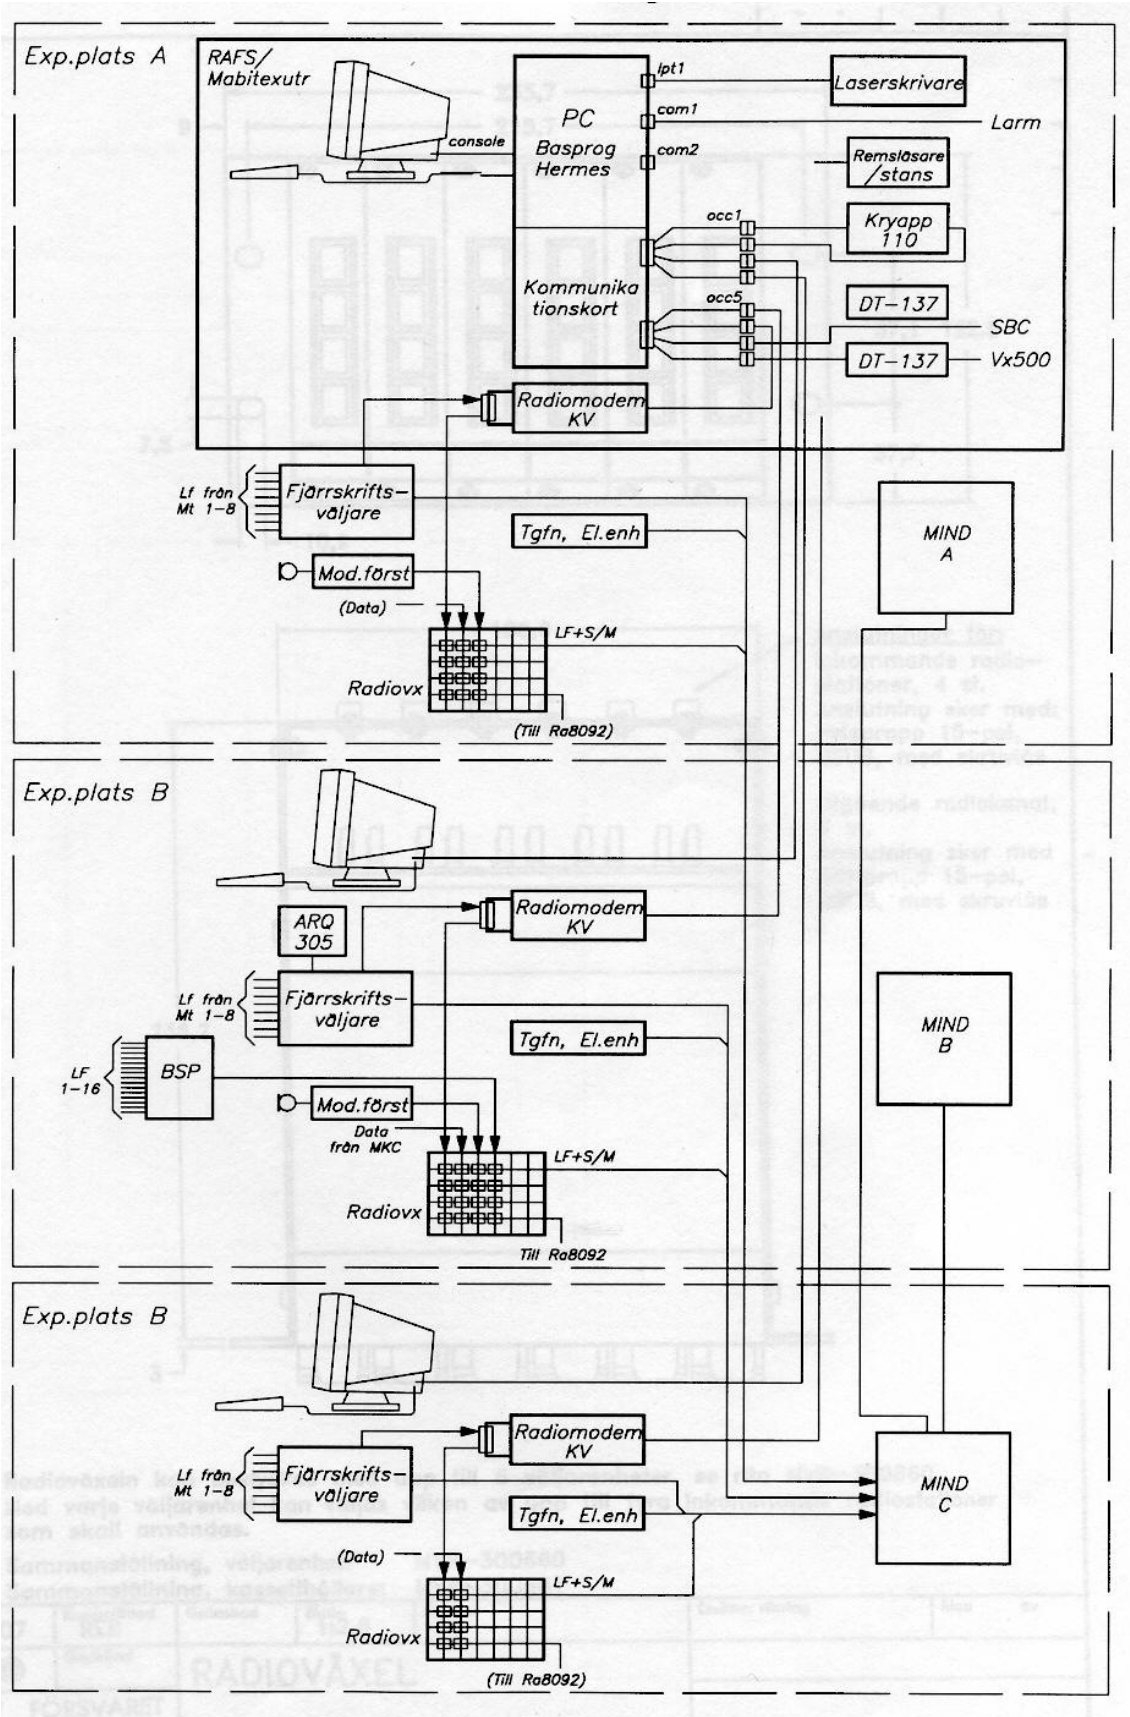 Exp.plats A
RAFS/
Mabitexutr
console
PC
Basprog
Hermes
Kommunika
tionskort
lpt1
com1
com2
occ1
occ5
Laserskrivare
Larm
Remsläsare
/stans
Kryapp
110
DT-137
SBC
DT-137
Vx500
Radiomodem
KV
Lf från
Mt 1-8
Fjärrskrifts-
väljare
Tgfn, El.enh
MIND
A
Mod.först
(Data)
LF+S/M
Radiovx
(Till Ra8092)
Exp.plats B
Radiomodem
KV
ARQ
305
Lf från
Mt 1-8
Fjärrskrifts-
väljare
Tgfn, El.enh
MIND
B
LF
1-16
BSP
Mod.först
Data
från MKC
LF+S/M
Radiovx
Till Ra8092
Exp.plats B
Radiomodem
KV
Lf från
Mt 1-8
Fjärrskrifts-
väljare
Tgfn, El.enh
MIND
C
(Data)
LF+S/M
Radiovx
(Till Ra8092)
RADIOVÄXEL
FÖRSVARET